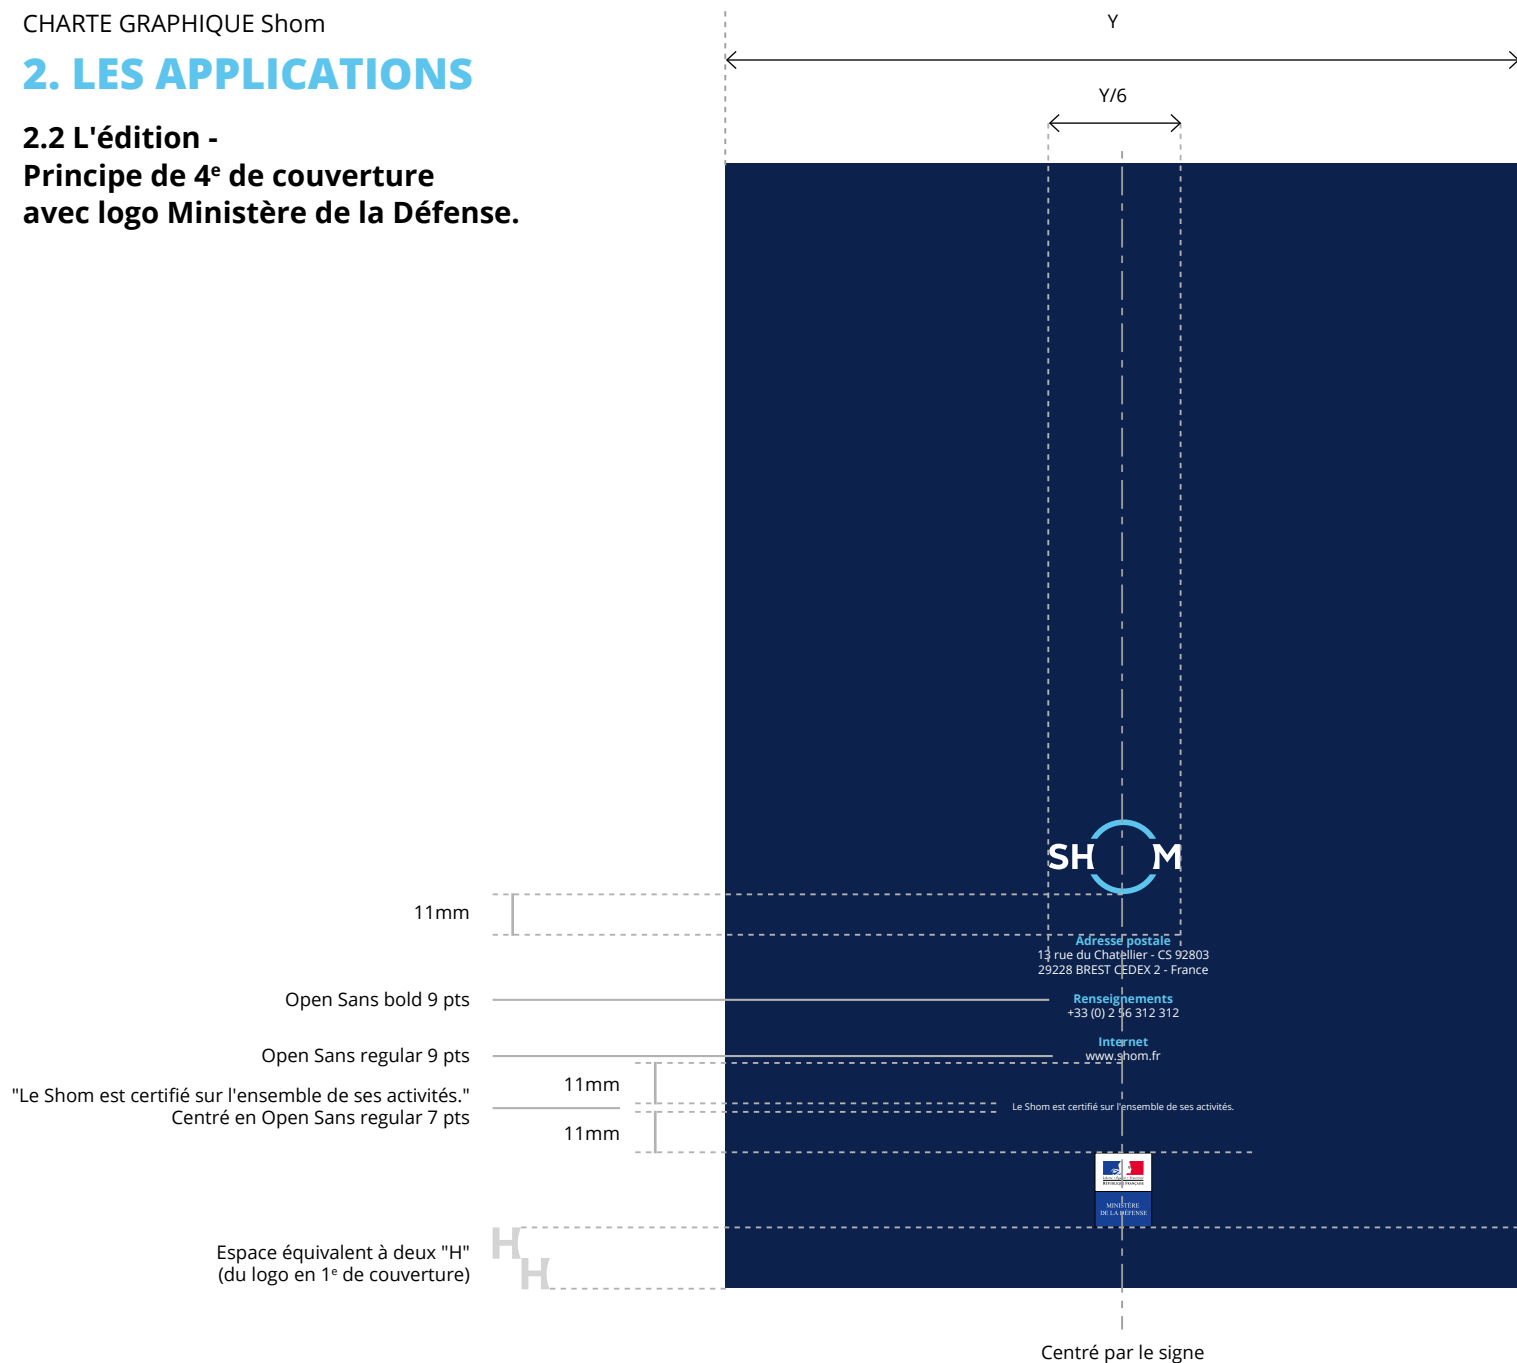 CHARTE GRAPHIQUE Shom
2. LES APPLICATIONS
2.2 L'édition -
Principe de 4e de couverture
avec logo Ministère de la Défense.
Y
Y/6
SHOM
11mm
Adresse postale
13 rue du Chatellier - CS 92803
29228 BREST CEDEX 2 - France
Open Sans bold 9 pts
Renseignements
+33 (0) 2 56 312 312
Open Sans regular 9 pts
Internet
www.shom.fr
11mm
"Le Shom est certifié sur l'ensemble de ses activités."
Centré en Open Sans regular 7 pts
Le Shom est certifié sur l'ensemble de ses activités.
11mm
RÉPUBLIQUE FRANÇAISE
MINISTÈRE
DE LA DÉFENSE
Espace équivalent à deux "H"
(du logo en 1e de couverture)
H
H
Centré par le signe